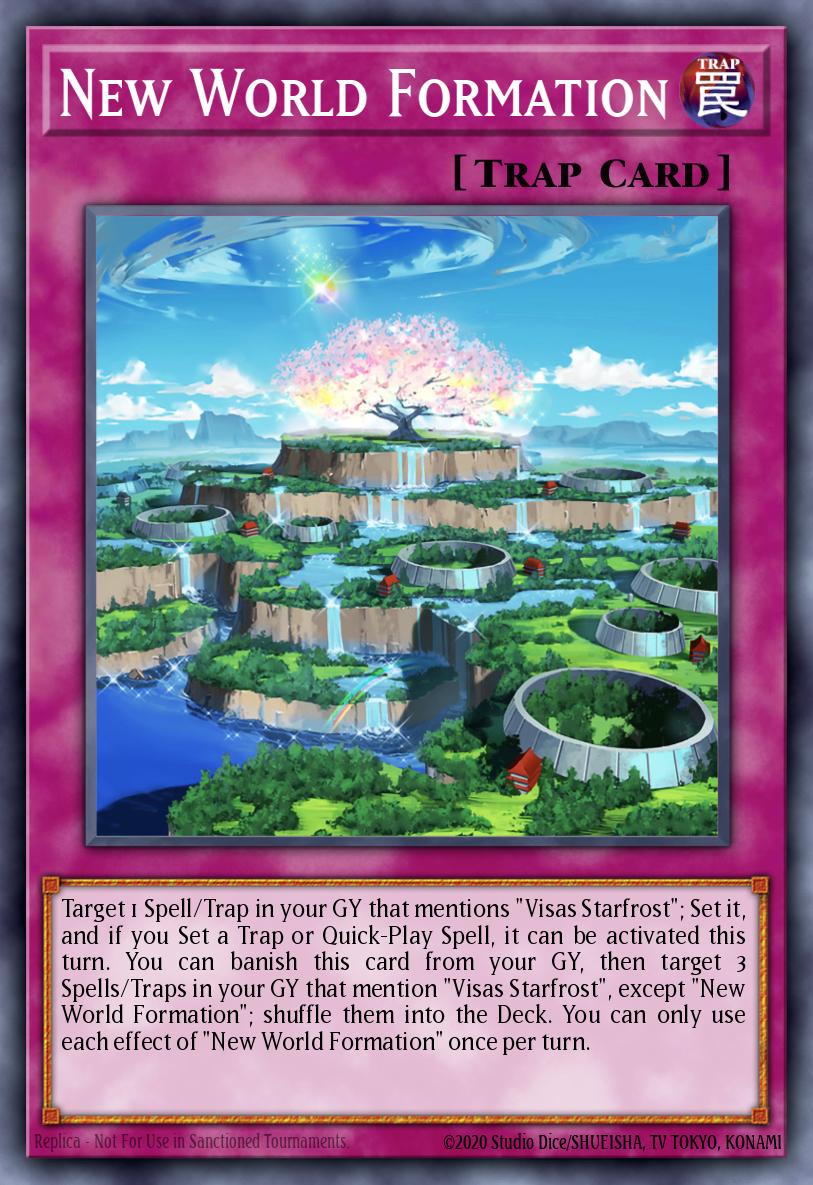 New World Formation
TRAP
罠
[Trap Card]
Target 1 Spell/Trap in your GY that mentions "Visas Starfrost"; Set it,
and if you Set a Trap or Quick-Play Spell, it can be activated this
turn. You can banish this card from your GY, then target 3
Spells/Traps in your GY that mention "Visas Starfrost", except "New
World Formation"; shuffle them into the Deck. You can only use
each effect of "New World Formation" once per turn.
Replica - Not For Use in Sanctioned Tournaments.
©2020 Studio Dice/SHUEISHA, TV TOKYO, KONAMI